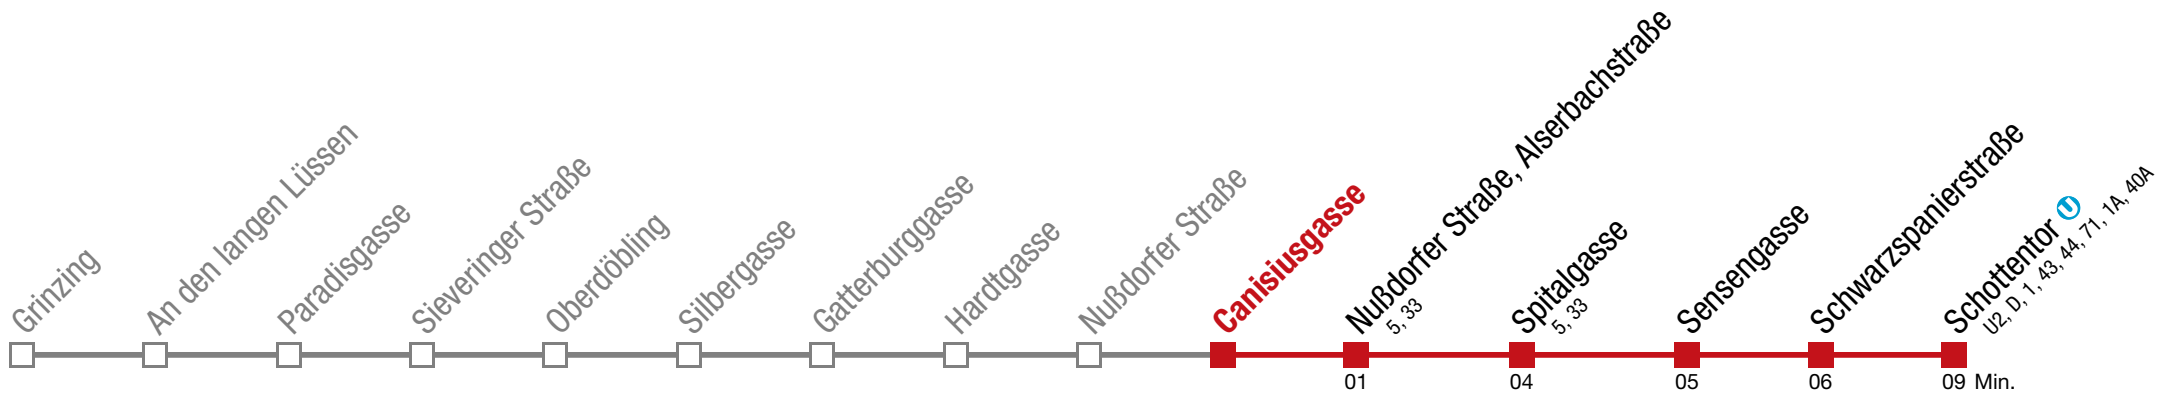 Grinzing
An den langen Lüssen
Paradisgasse
Sieveringer Straße
Oberdöbling
Silbergasse
Gatterburggasse
Hardtgasse
Nußdorfer Straße
Canisiusgasse
Nußdorfer Straße, Alserbachstraße
5, 33
Spitalgasse
5, 33
Sensengasse
Schwarzspanierstraße
Schottentor U
U2, D, 1, 43, 44, 71, 1A, 40A
01 04 05 06 09 Min.